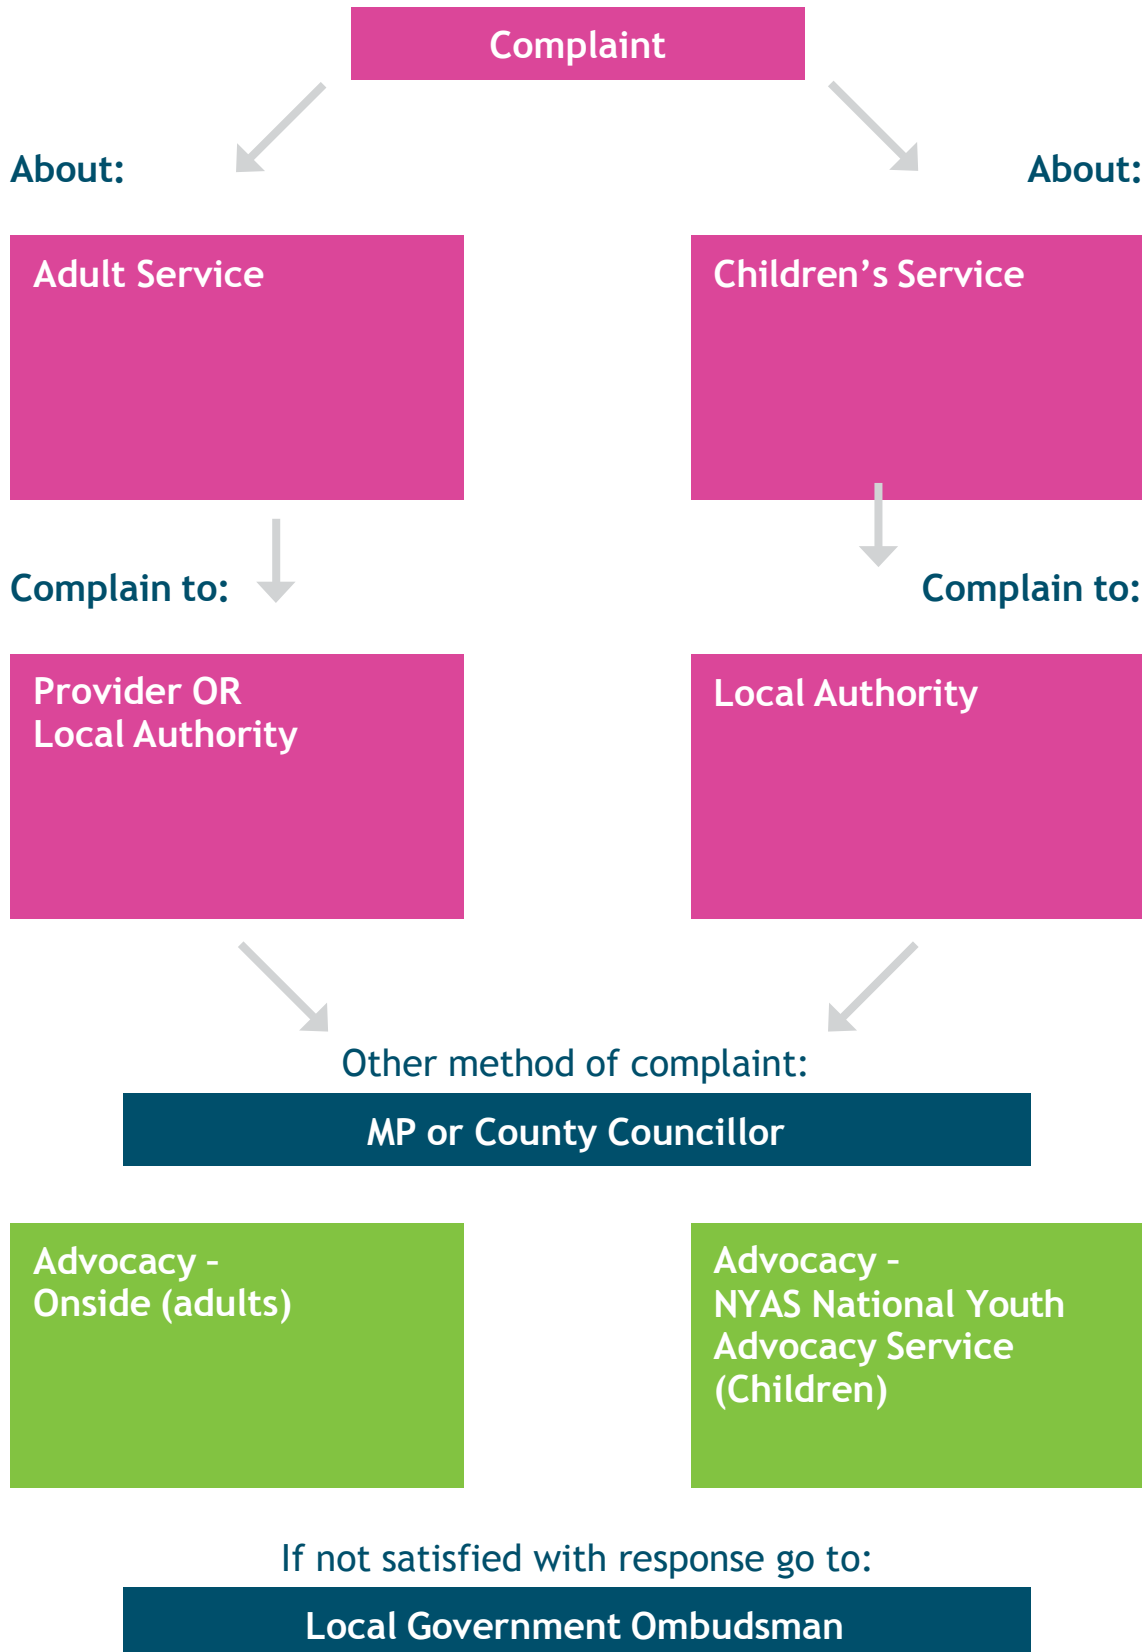 Complaint
About:
About:
Adult Service
Children’s Service
Complain to:
Complain to:
Provider OR
Local Authority
Local Authority
Other method of complaint:
MP or County Councillor
Advocacy –
Onside (adults)
Advocacy –
NYAS National Youth
Advocacy Service
(Children)
If not satisfied with response go to:
Local Government Ombudsman